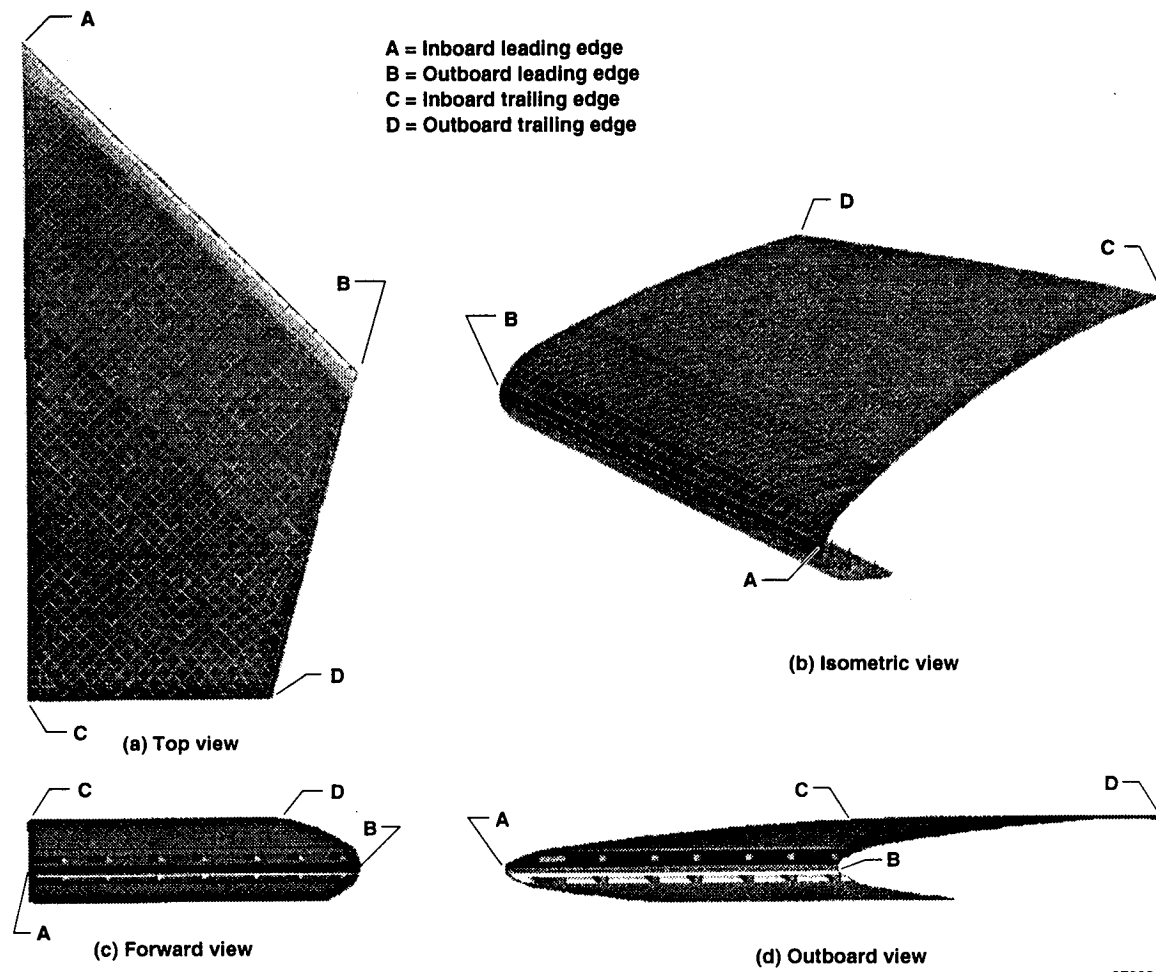 A
A = Inboard leading edge
B = Outboard leading edge
C = Inboard trailing edge
D = Outboard trailing edge
B
D
C
(a) Top view
D
C
B
A
(b) Isometric view
C
D
B
A
(c) Forward view
A
C
D
B
(d) Outboard view